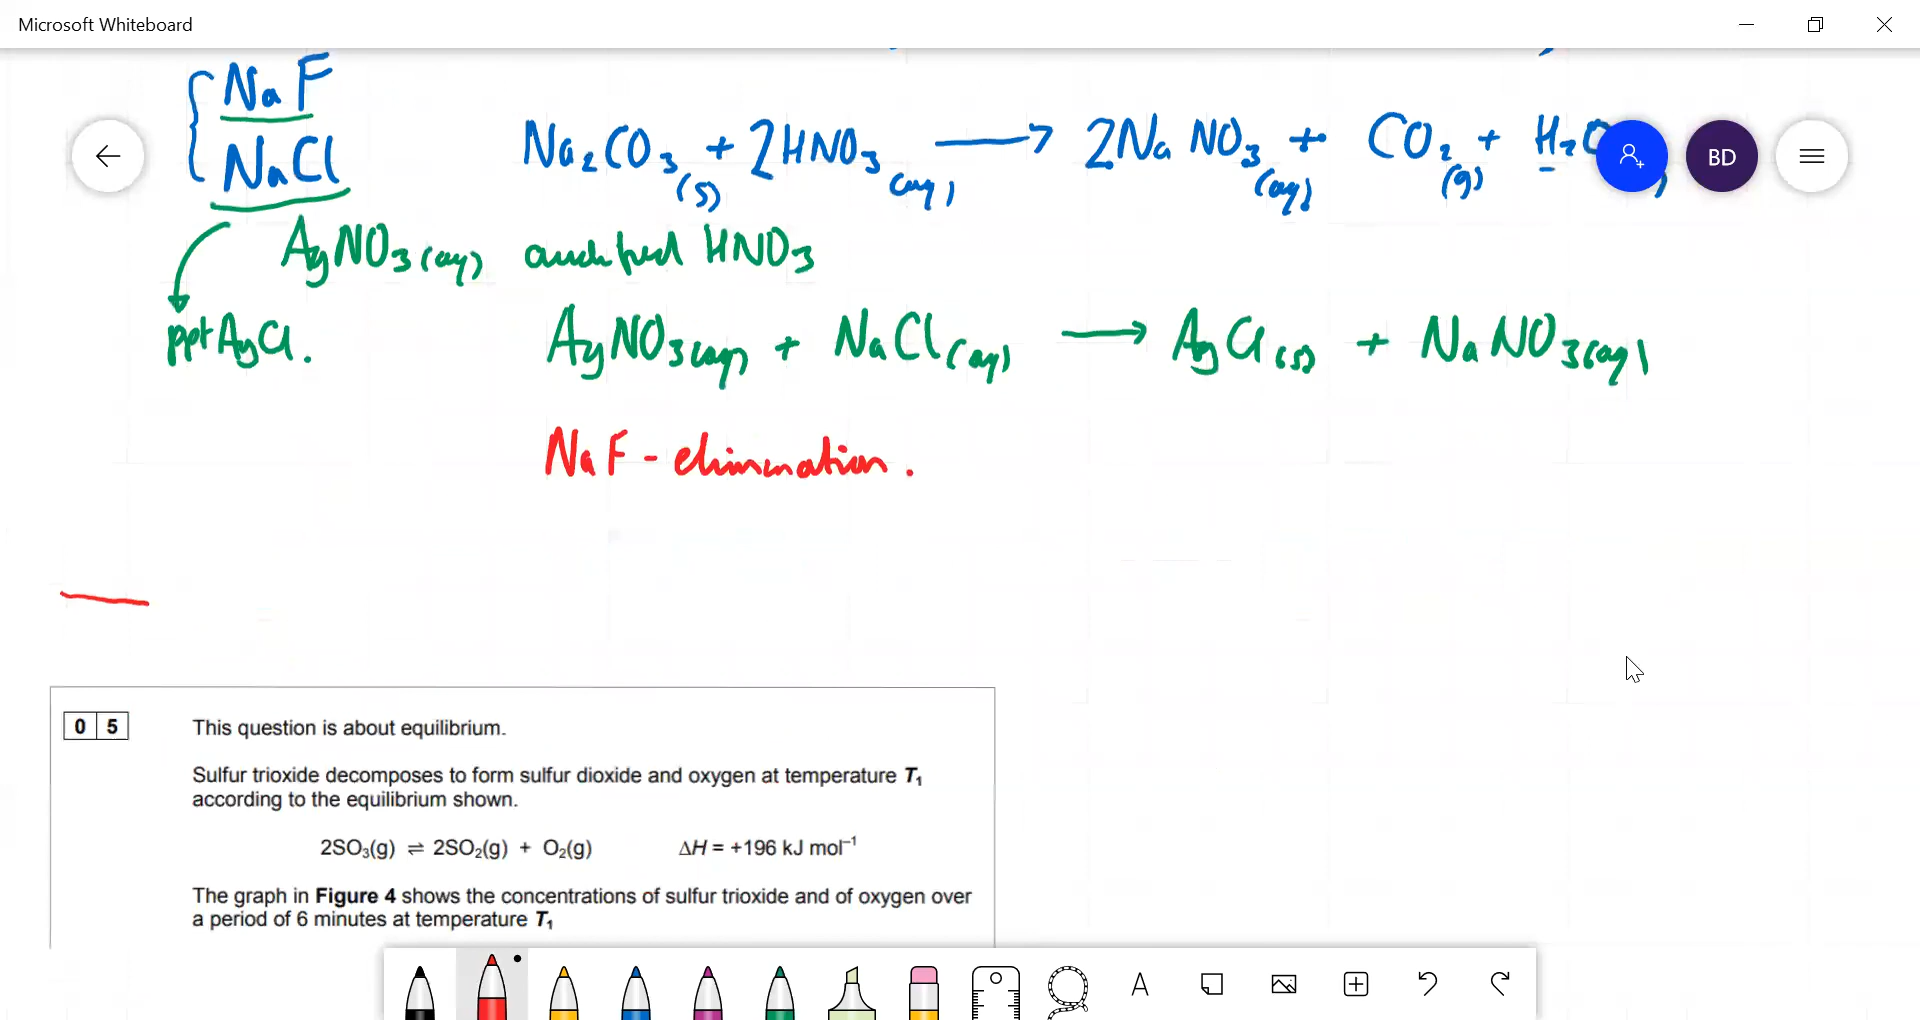 Microsoft Whiteboard
NaF
NaCl
Na₂CO₃(s) + 2HNO₃(aq) ⟶ 2NaNO₃(aq) + CO₂(g) + H₂O
BD
AgNO₃(aq) acidified HNO₃
ppt AgCl.
AgNO₃(aq) + NaCl(aq) ⟶ AgCl(s) + NaNO₃(aq)
NaF - elimination.
0 5
This question is about equilibrium.
Sulfur trioxide decomposes to form sulfur dioxide and oxygen at temperature T₁
according to the equilibrium shown.
2SO₃(g) ⇌ 2SO₂(g) + O₂(g) ΔH = +196 kJ mol⁻¹
The graph in Figure 4 shows the concentrations of sulfur trioxide and of oxygen over
a period of 6 minutes at temperature T₁